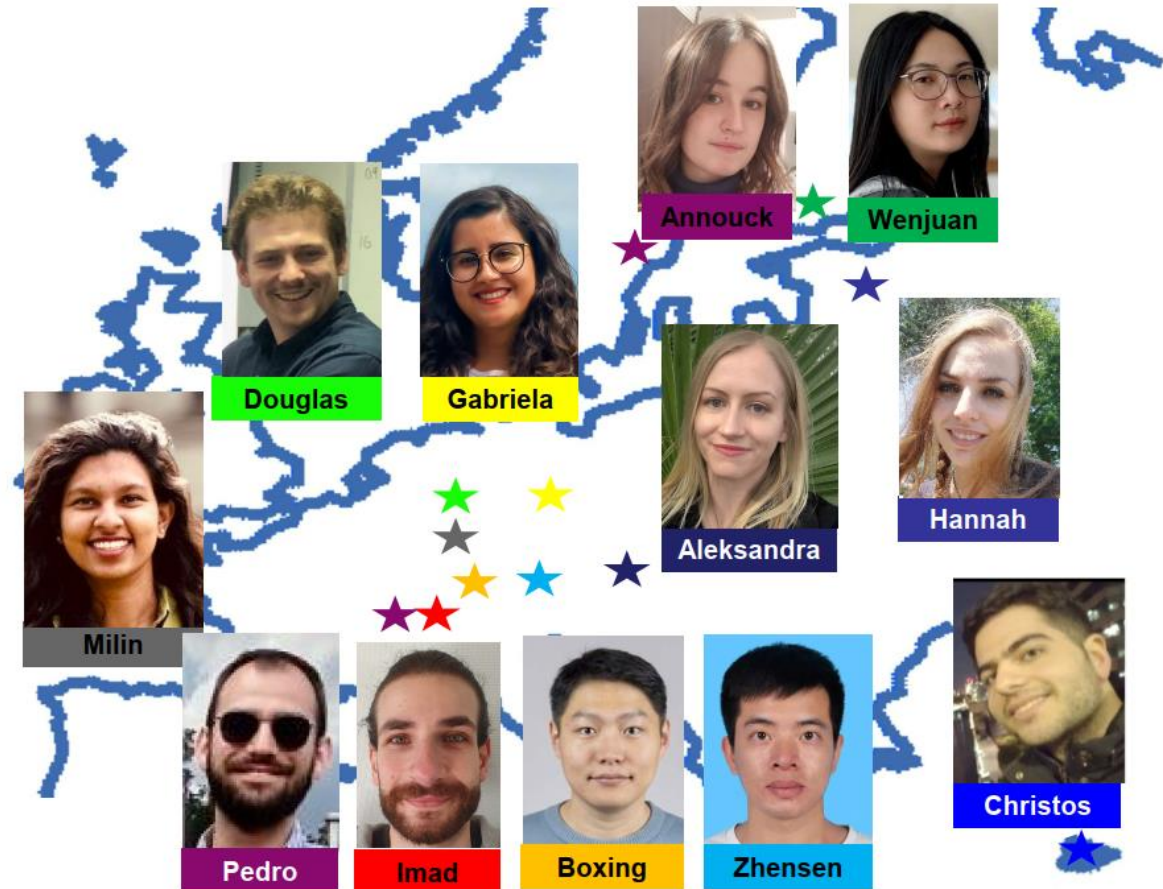 Annouck
Wenjuan
Douglas
Gabriela
Hannah
Aleksandra
Milin
Christos
Pedro
Imad
Boxing
Zhensen